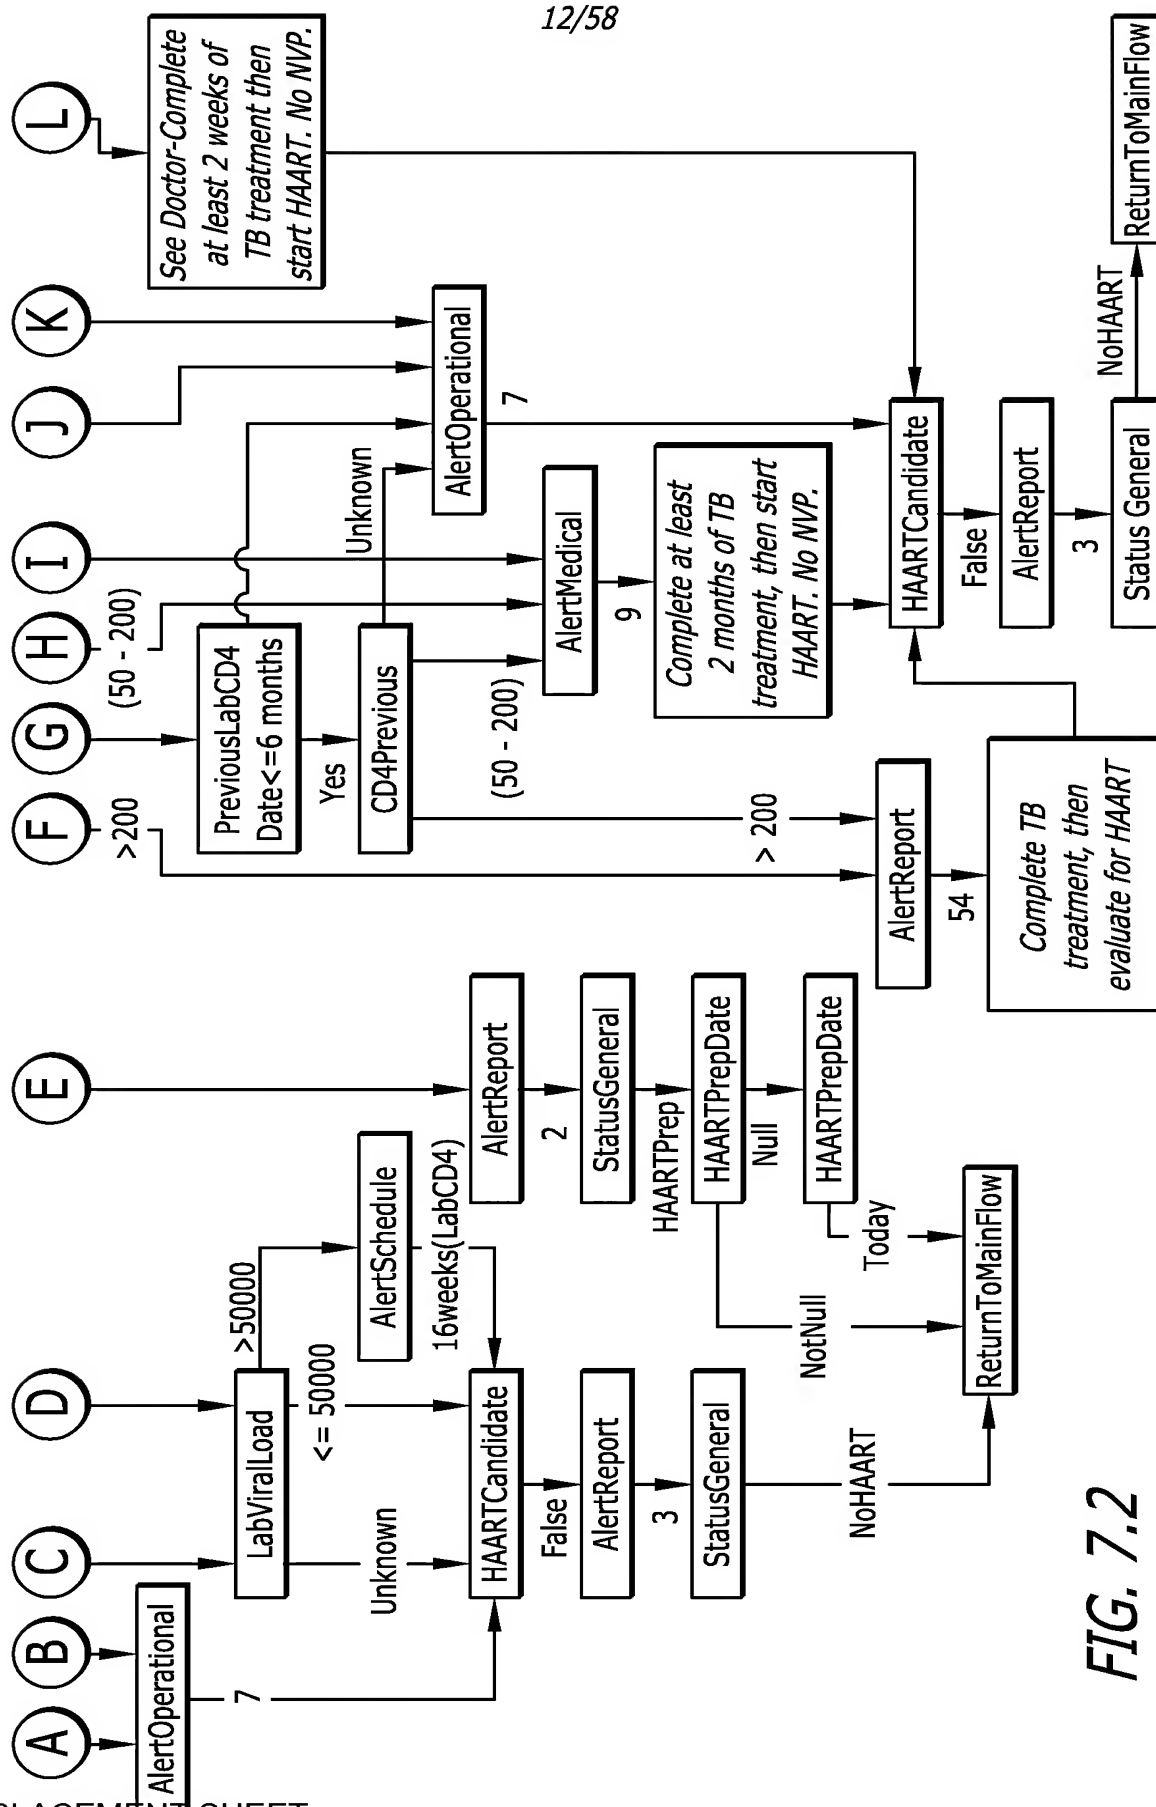 12/58
A
B
C
D
E
F
G
H
I
J
K
L
>200
(50 - 200)
AlertOperational
7
LabViralLoad
>50000
<= 50000
Unknown
AlertSchedule
16weeks(LabCD4)
HAARTCandidate
False
AlertReport
3
StatusGeneral
NoHAART
AlertReport
2
StatusGeneral
HAARTPrep
HAARTPrepDate
Null
HAARTPrepDate
NotNull
Today
ReturnToMainFlow
PreviousLabCD4
Date<=6 months
Yes
CD4Previous
Unknown
(50 - 200)
> 200
AlertMedical
9
Complete at least
2 months of TB
treatment, then start
HAART. No NVP.
AlertOperational
7
See Doctor-Complete
at least 2 weeks of
TB treatment then
start HAART. No NVP.
AlertReport
54
Complete TB
treatment, then
evaluate for HAART
HAARTCandidate
False
AlertReport
3
Status General
NoHAART
ReturnToMainFlow
FIG. 7.2